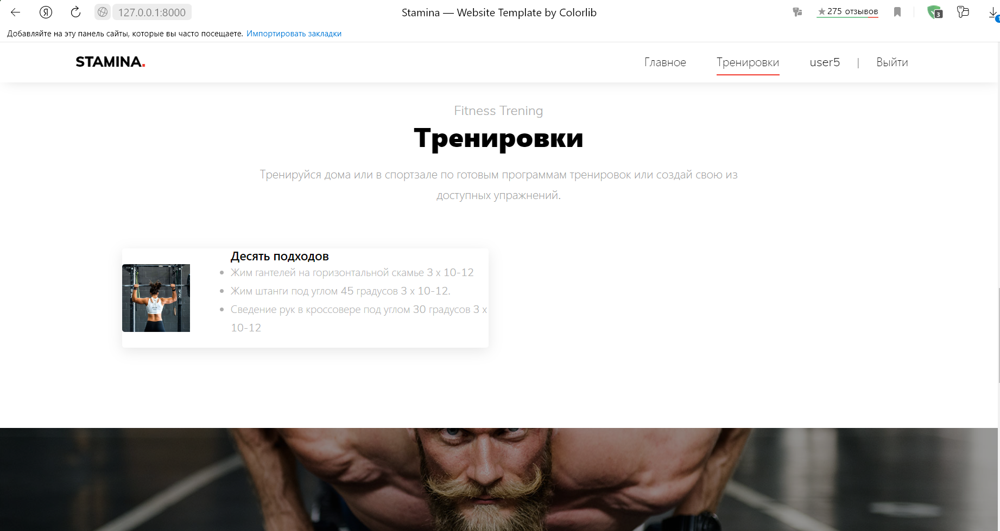 127.0.0.1:8000
Stamina — Website Template by Colorlib
★275 отзывов
3
Добавляйте на эту панель сайты, которые вы часто посещаете. Импортировать закладки
STAMINA.
Главное
Тренировки
user5 | Выйти
Fitness Trening
Тренировки
Тренируйся дома или в спортзале по готовым программам тренировок или создай свою из
доступных упражнений.
Десять подходов
• Жим гантелей на горизонтальной скамье 3 х 10-12
• Жим штанги под углом 45 градусов 3 х 10-12.
• Сведение рук в кроссовере под углом 30 градусов 3 х
10-12